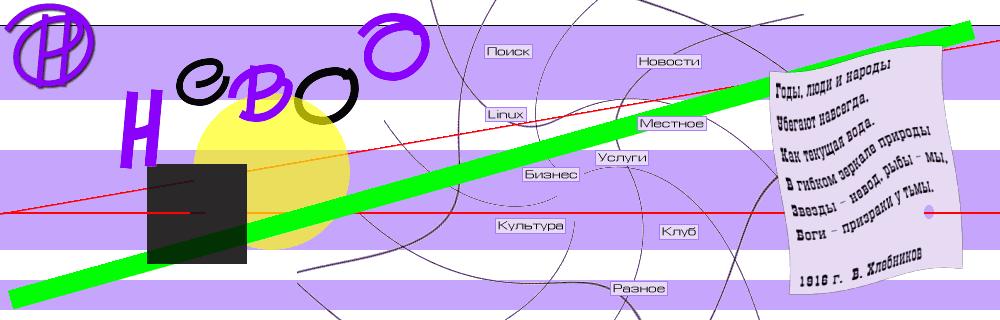 НеВОД
Поиск
Новости
Linux
Местное
Услуги
Бизнес
Культура
Клуб
Разное
Годы, люди и народы
Убегают навсегда,
Как текущая вода.
В гибком зеркале природы
Звезды - невод, рыбы - мы,
Боги - призраки у тьмы.
1916 г. В. Хлебников